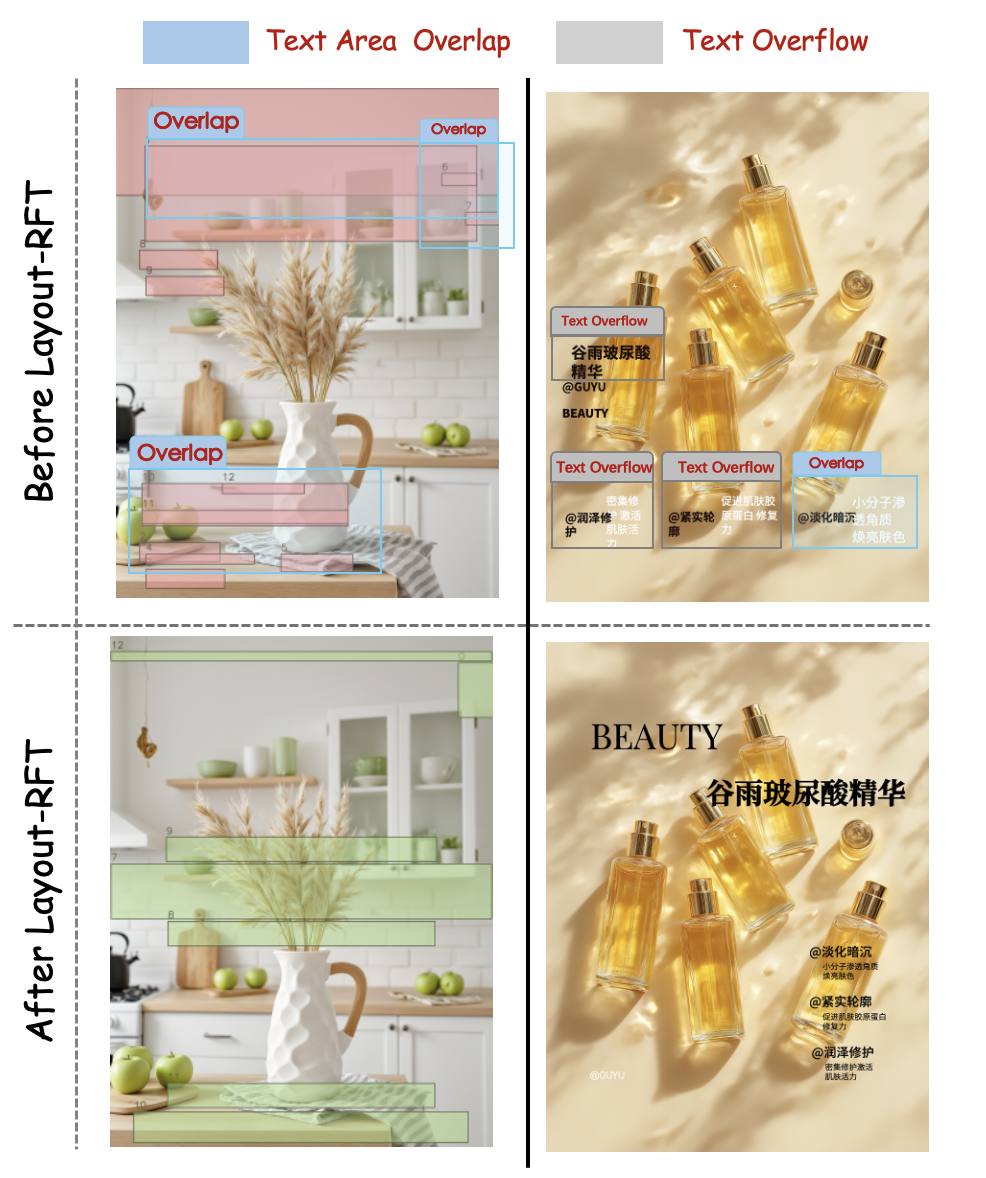 Text Area Overlap
Text Overflow
Before Layout-RFT
Overlap
Overlap
6
7
8
9
Overlap
10
12
11
4
5
Text Overflow
谷雨玻尿酸
精华
@GUYU
BEAUTY
Text Overflow
@润泽修
护
密集修
护 激活
肌肤活
力
Text Overflow
@紧实轮
廓
促进肌肤胶
原蛋白 修复
力
Overlap
@淡化暗沉
小分子渗
透角质
焕亮肤色
After Layout-RFT
12
9
7
8
11
10
BEAUTY
谷雨玻尿酸精华
@淡化暗沉
小分子渗透角质
焕亮肤色
@紧实轮廓
促进肌肤胶原蛋白
修复力
@润泽修护
密集修护激活
肌肤活力
@GUYU